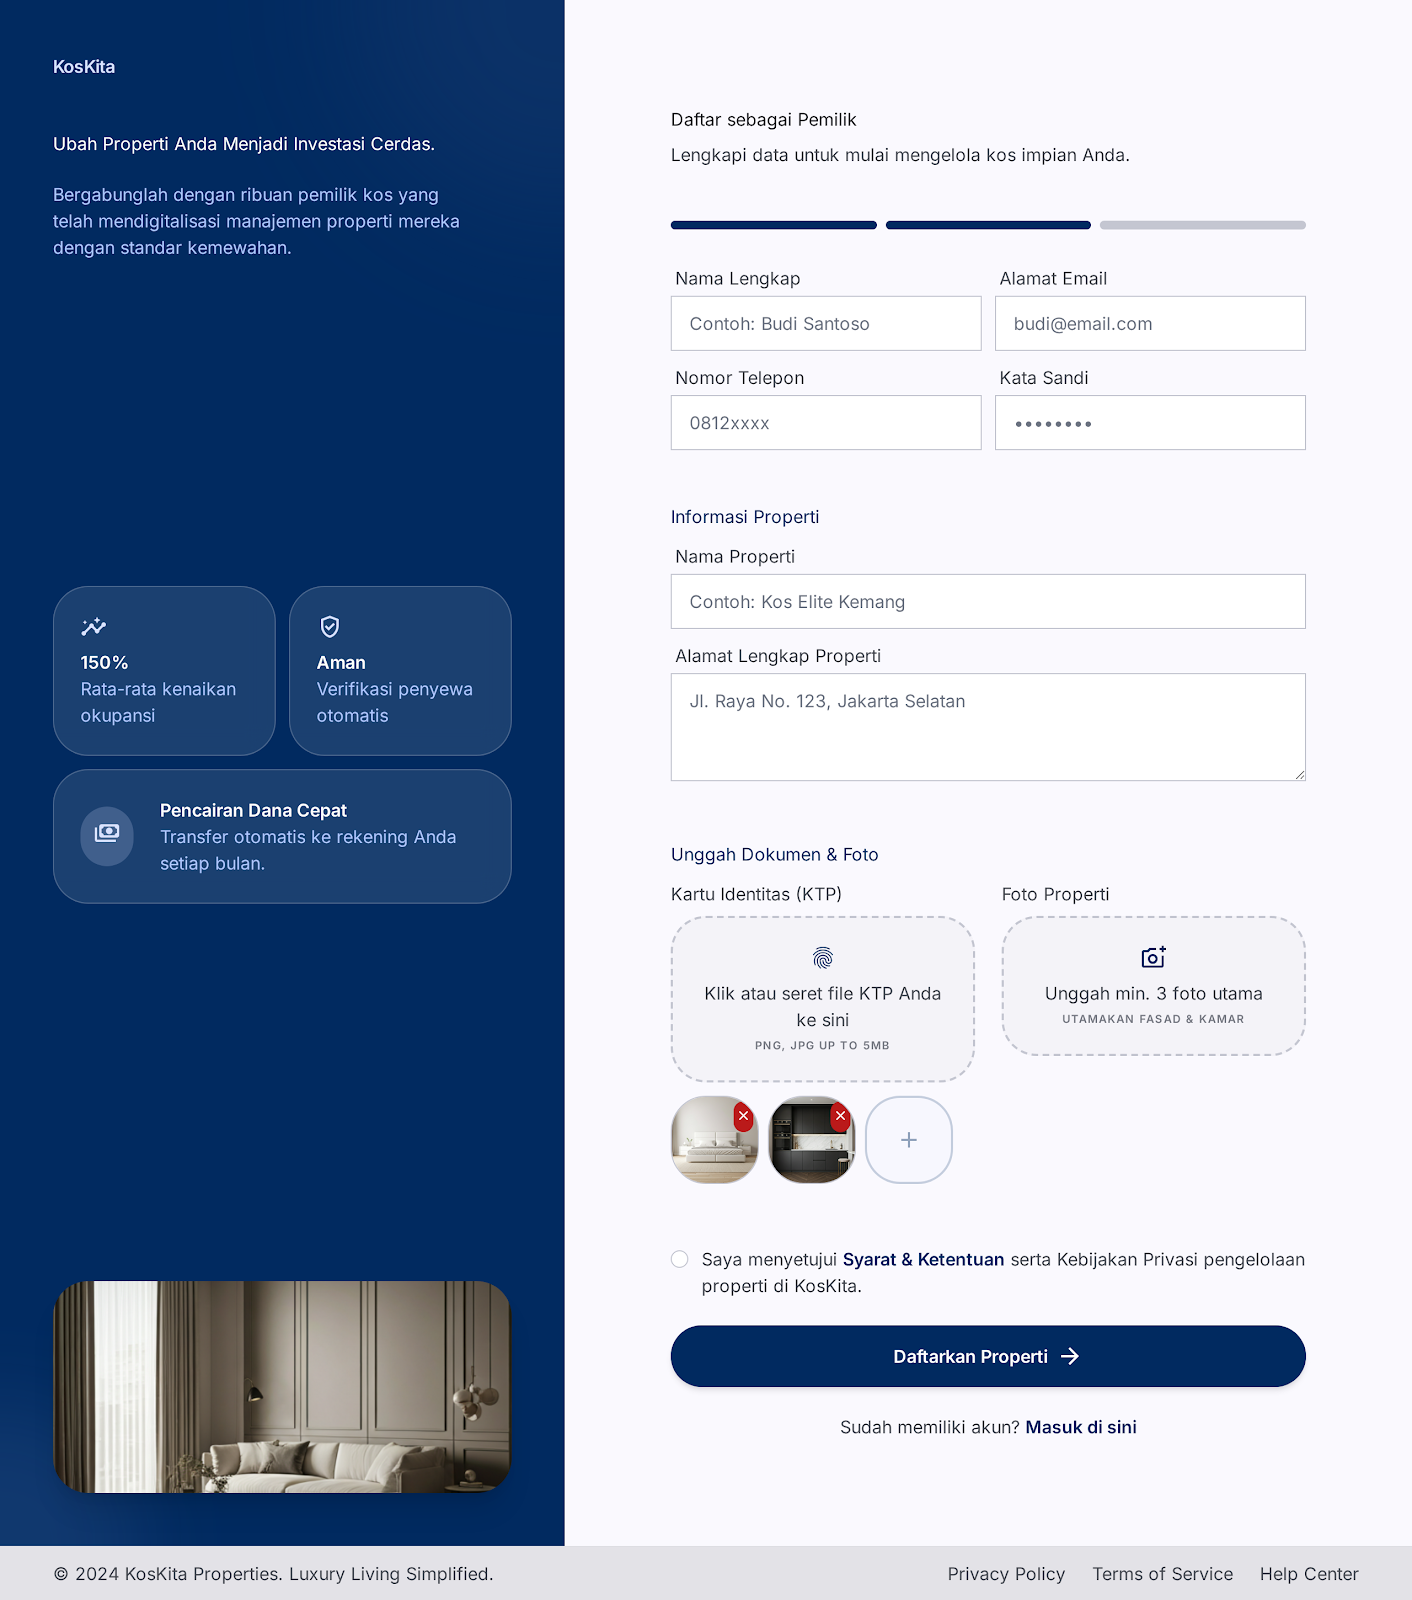 KosKita
Ubah Properti Anda Menjadi Investasi Cerdas.
Bergabunglah dengan ribuan pemilik kos yang
telah mendigitalisasi manajemen properti mereka
dengan standar kemewahan.
150%
Rata-rata kenaikan
okupansi
Aman
Verifikasi penyewa
otomatis
Pencairan Dana Cepat
Transfer otomatis ke rekening Anda
setiap bulan.
Daftar sebagai Pemilik
Lengkapi data untuk mulai mengelola kos impian Anda.
Nama Lengkap
Contoh: Budi Santoso
Alamat Email
budi@email.com
Nomor Telepon
0812xxxx
Kata Sandi
••••••••
Informasi Properti
Nama Properti
Contoh: Kos Elite Kemang
Alamat Lengkap Properti
Jl. Raya No. 123, Jakarta Selatan
Unggah Dokumen & Foto
Kartu Identitas (KTP)
Klik atau seret file KTP Anda
ke sini
PNG, JPG UP TO 5MB
Foto Properti
Unggah min. 3 foto utama
UTAMAKAN FASAD & KAMAR
Saya menyetujui Syarat & Ketentuan serta Kebijakan Privasi pengelolaan
properti di KosKita.
Daftarkan Properti
Sudah memiliki akun? Masuk di sini
© 2024 KosKita Properties. Luxury Living Simplified.
Privacy Policy
Terms of Service
Help Center